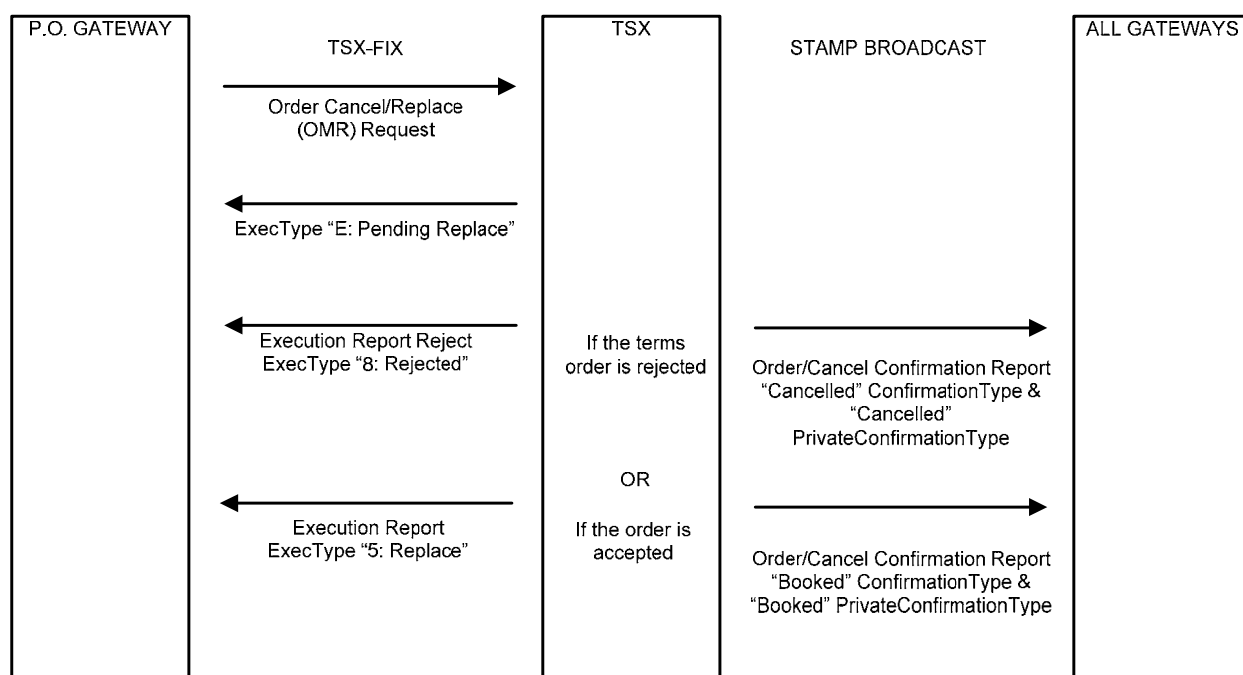 P.O. GATEWAY
TSX-FIX
TSX
STAMP BROADCAST
ALL GATEWAYS
Order Cancel/Replace
(OMR) Request
ExecType “E: Pending Replace”
Execution Report Reject
ExecType “8: Rejected”
If the terms
order is rejected
Order/Cancel Confirmation Report
“Cancelled” ConfirmationType &
“Cancelled”
PrivateConfirmationType
OR
Execution Report
ExecType “5: Replace”
If the order is
accepted
Order/Cancel Confirmation Report
“Booked” ConfirmationType &
“Booked” PrivateConfirmationType